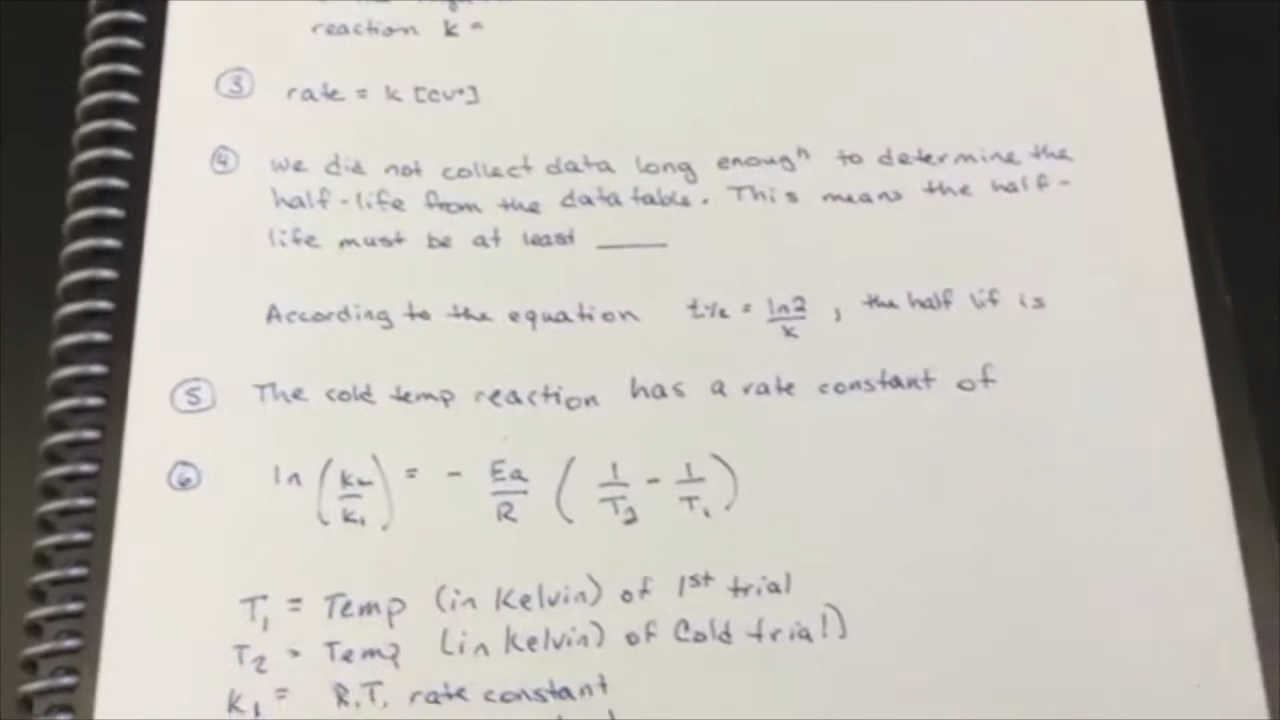 reaction k =
③ rate = k [CV⁺]
④ we did not collect data long enough to determine the
half-life from the data table. This means the half-
life must be at least ____
According to the equation t½ = ln2/k , the half lif is
⑤ The cold temp reaction has a rate constant of
⑥ ln (k₂/k₁) = - Ea/R (1/T₂ - 1/T₁)
T₁ = Temp (in Kelvin) of 1st trial
T₂ = Temp (in Kelvin) of Cold trial)
k₁ = R.T. rate constant